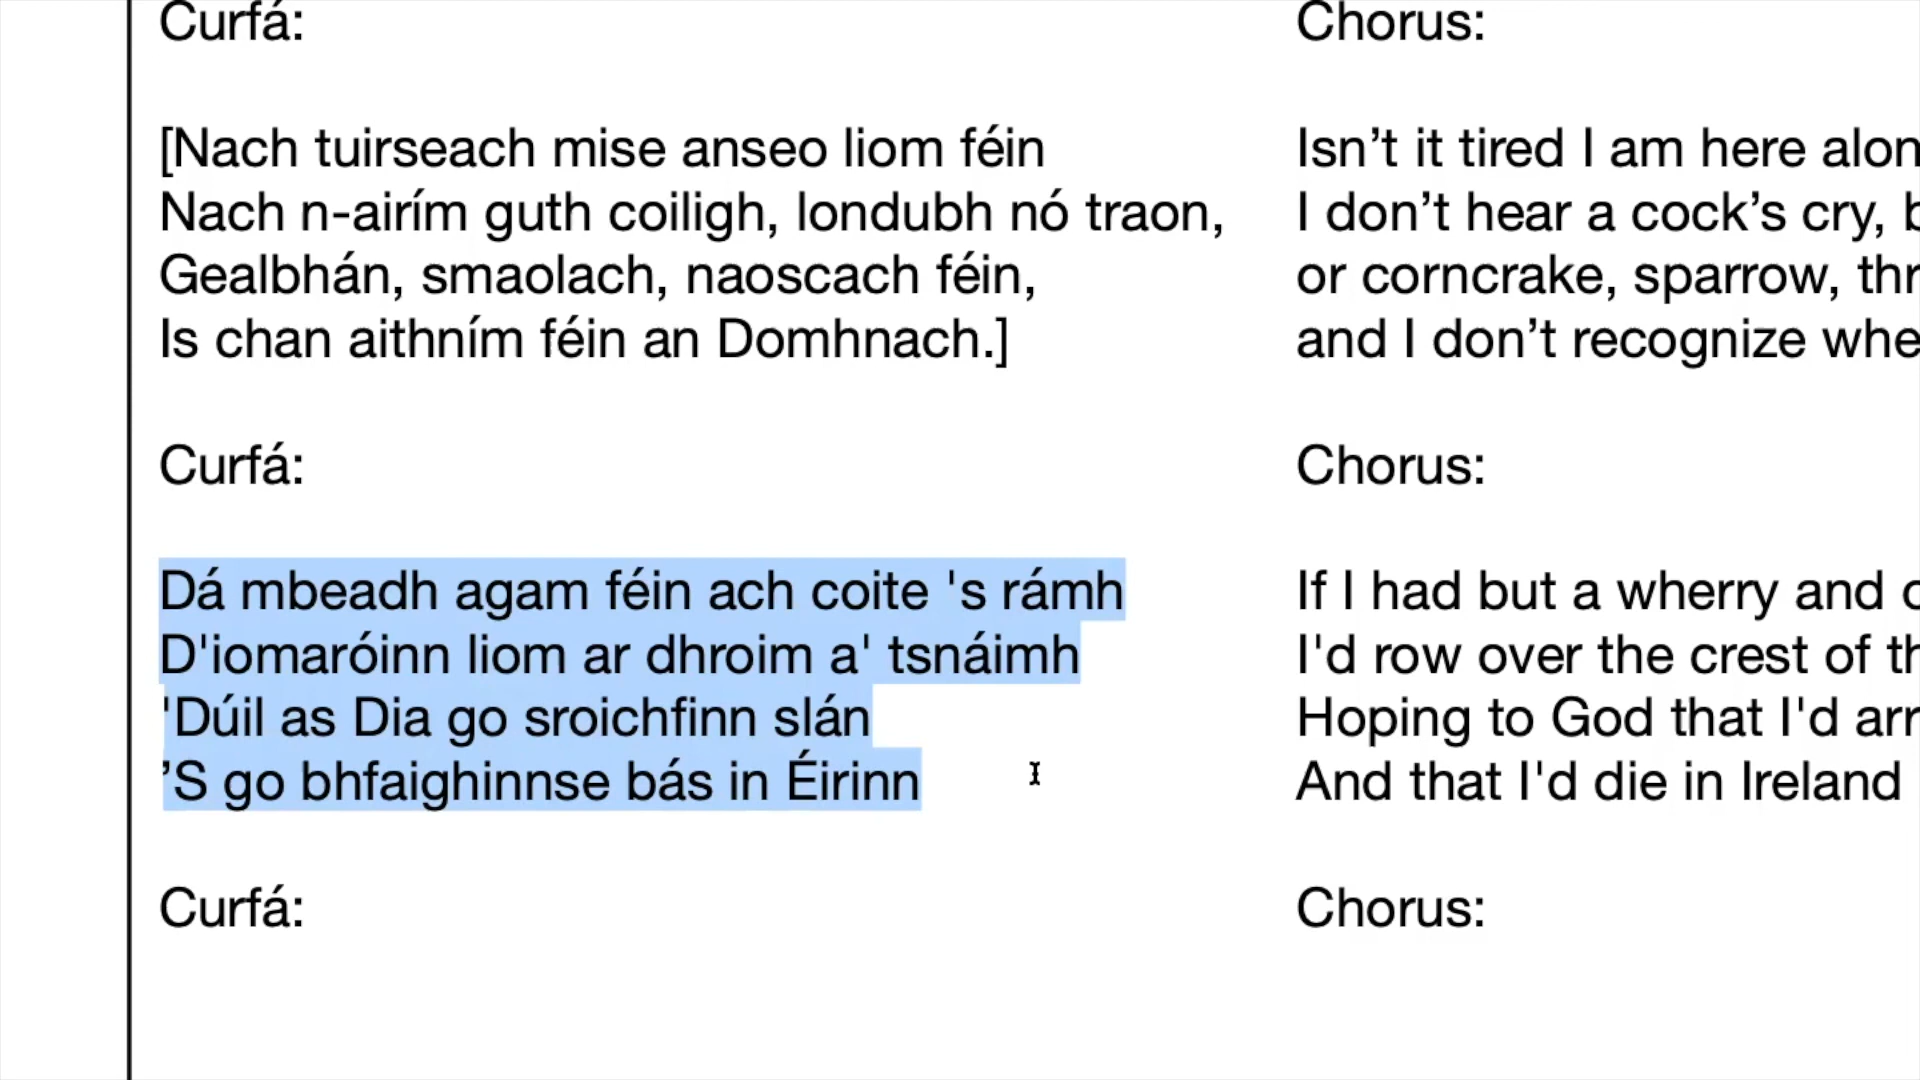 Curfá:
[Nach tuirseach mise anseo liom féin
Nach n-airím guth coiligh, londubh nó traon,
Gealbhán, smaolach, naoscach féin,
Is chan aithním féin an Domhnach.]
Curfá:
Dá mbeadh agam féin ach coite 's rámh
D'iomaróinn liom ar dhroim a' tsnáimh
'Dúil as Dia go sroichfinn slán
’S go bhfaighinnse bás in Éirinn
Curfá:
Chorus:
Isn’t it tired I am here
I don’t hear a cock’s cry,
or corncrake, sparrow,
and I don’t recognize
Chorus:
If I had but a wherry and
I'd row over the crest of
Hoping to God that I'd
And that I'd die in Ireland
Chorus: